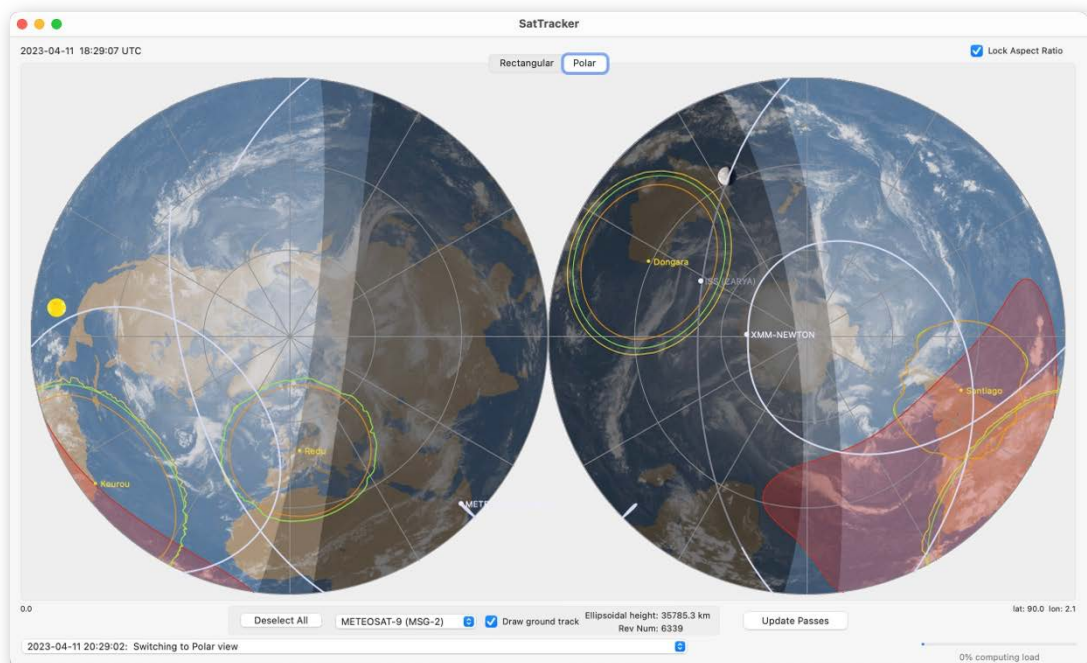 SatTracker
2023-04-11 18:29:07 UTC
Lock Aspect Ratio
Rectangular Polar
Dongara
ISS (ZARYA)
XMM-NEWTON
Santiago
Redu
Kourou
METE
0.0
lat: 90.0 lon: 2.1
Deselect All
METEOSAT-9 (MSG-2)
Draw ground track
Ellipsoidal height: 35785.3 km
Rev Num: 6339
Update Passes
2023-04-11 20:29:02: Switching to Polar view
0% computing load